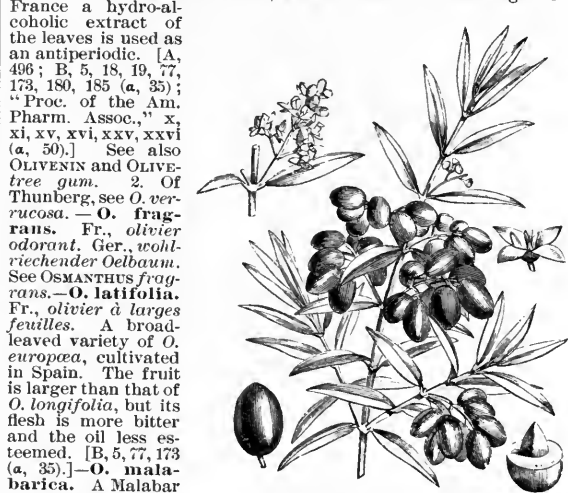 France a hydro-al-
coholic extract of
the leaves is used as
an antiperiodic. [A,
496; B, 5, 18, 19, 77,
173, 180, 185 (a, 35);
"Proc. of the Am.
Pharm. Assoc.," x,
xi, xv, xvi, xxv, xxvi
(a, 50).] See also
OLIVENIN and OLIVE-
tree gum. 2. Of
Thunberg, see O. ver-
rucosa. — O. frag-
rans. Fr., olivier
odorant. Ger., wohl-
riechender Oelbaum.
See OSMANTHUS frag-
rans.—O. latifolia.
Fr., olivier à larges
feuilles. A broad-
leaved variety of O.
europœa, cultivated
in Spain. The fruit
is larger than that of
O. longifolia, but its
flesh is more bitter
and the oil less es-
teemed. [B, 5, 77, 173
(a, 35).]—O. mala-
barica. A Malabar